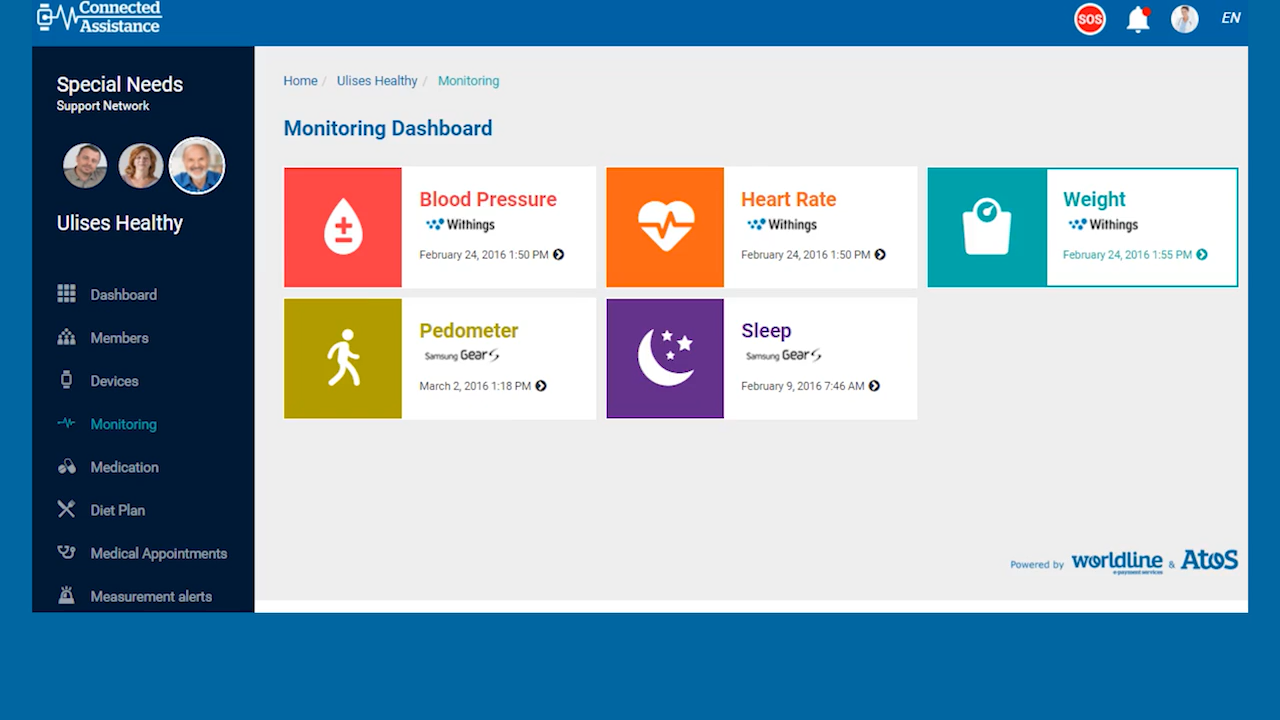 Connected
Assistance
SOS
EN
Special Needs
Support Network
Ulises Healthy
Dashboard
Members
Devices
Monitoring
Medication
Diet Plan
Medical Appointments
Measurement alerts
Home / Ulises Healthy / Monitoring
Monitoring Dashboard
Blood Pressure
Withings
February 24, 2016 1:50 PM
Heart Rate
Withings
February 24, 2016 1:50 PM
Weight
Withings
February 24, 2016 1:55 PM
Pedometer
Samsung Gear S
March 2, 2016 1:18 PM
Sleep
Samsung Gear S
February 9, 2016 7:46 AM
Powered by worldline & Atos
e-payment services